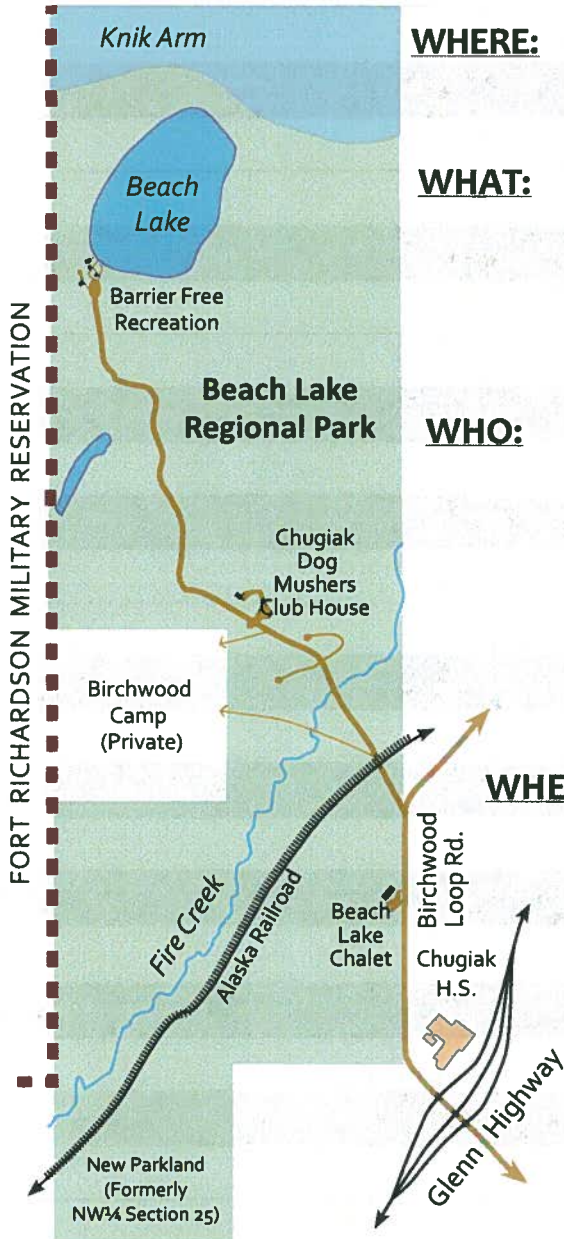 Knik Arm
WHERE:
Beach
Lake
WHAT:
Barrier Free
Recreation
FORT RICHARDSON MILITARY RESERVATION
Beach Lake
Regional Park
WHO:
Chugiak
Dog
Mushers
Club House
Birchwood
Camp
(Private)
WHE
Birchwood
Loop Rd.
Fire Creek
Alaska Railroad
Beach
Lake
Chalet
Chugiak
H.S.
Glenn Highway
New Parkland
(Formerly
NW¼ Section 25)